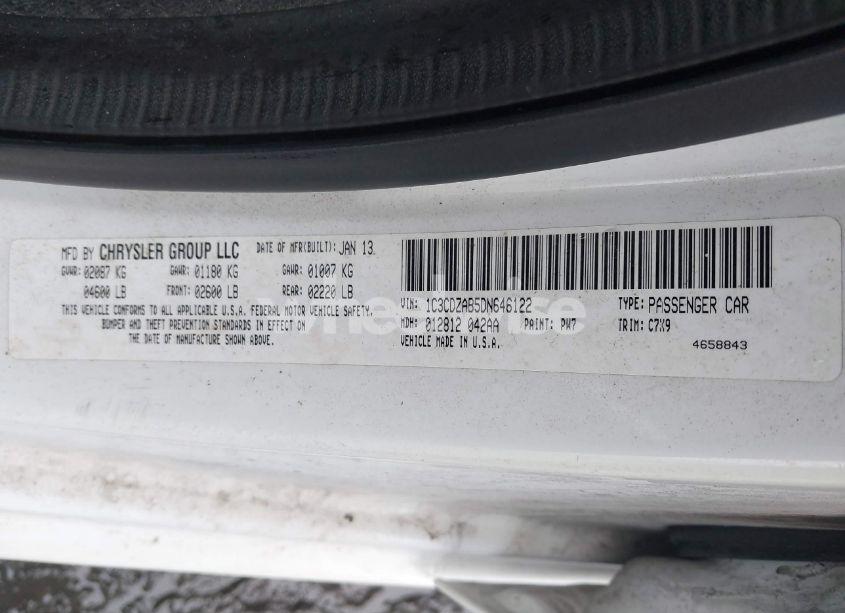 MFD BY CHRYSLER GROUP LLC DATE OF MFR(BUILT): JAN 13
GVWR: 02087 KG GAWR: 01180 KG GAWR: 01007 KG
04600 LB FRONT: 02600 LB REAR: 02220 LB
THIS VEHICLE CONFORMS TO ALL APPLICABLE U.S.A. FEDERAL MOTOR VEHICLE SAFETY,
BUMPER AND THEFT PREVENTION STANDARDS IN EFFECT ON
THE DATE OF MANUFACTURE SHOWN ABOVE.
VIN: 1C3CDZAB5DN646122 TYPE: PASSENGER CAR
MDH: 012812 042AA PAINT: PW7 TRIM: C7X9
VEHICLE MADE IN U.S.A. 4658843